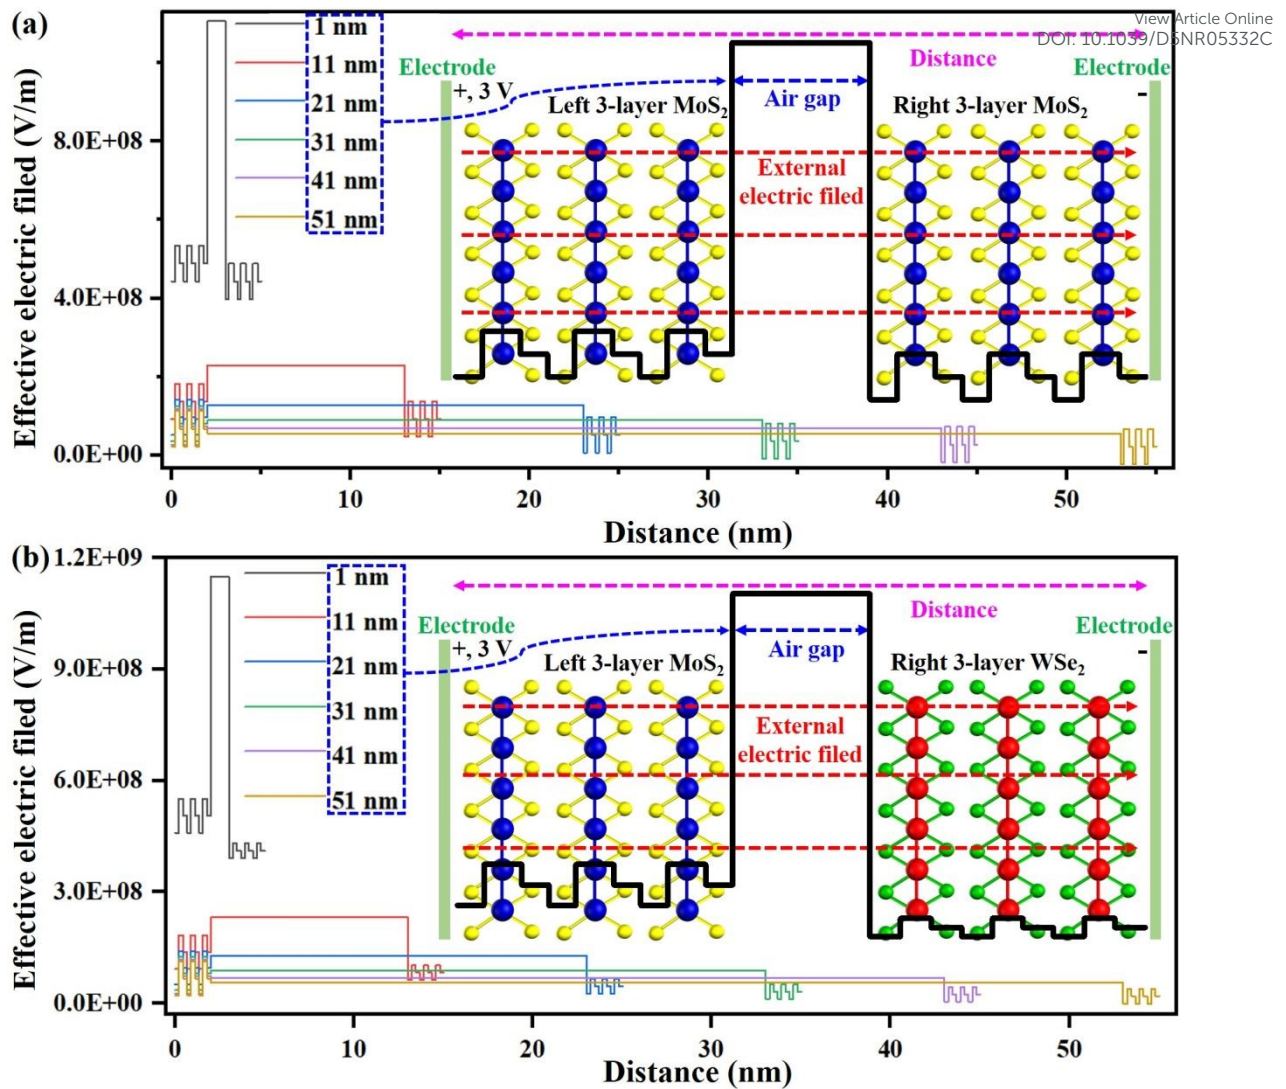 View Article Online
DOI: 10.1039/D5NR05332C
(a)
Effective electric filed (V/m)
8.0E+08
4.0E+08
0.0E+00
1 nm
11 nm
21 nm
31 nm
41 nm
51 nm
Distance
Electrode
Electrode
+, 3 V
-
Air gap
Left 3-layer MoS2
Right 3-layer MoS2
External
electric filed
0
10
20
30
40
50
Distance (nm)
(b)
Effective electric filed (V/m)
1.2E+09
9.0E+08
6.0E+08
3.0E+08
0.0E+00
1 nm
11 nm
21 nm
31 nm
41 nm
51 nm
Distance
Electrode
Electrode
+, 3 V
-
Air gap
Left 3-layer MoS2
Right 3-layer WSe2
External
electric filed
0
10
20
30
40
50
Distance (nm)